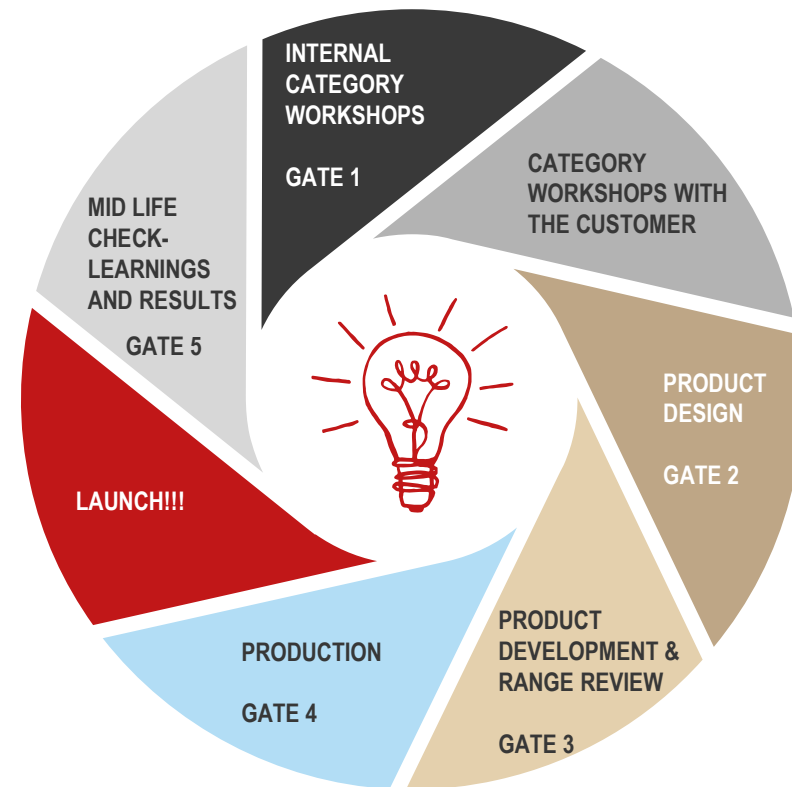 INTERNAL
CATEGORY
WORKSHOPS
GATE 1
CATEGORY
WORKSHOPS WITH
THE CUSTOMER
PRODUCT
DESIGN
GATE 2
PRODUCT
DEVELOPMENT &
RANGE REVIEW
GATE 3
PRODUCTION
GATE 4
LAUNCH!!!
MID LIFE
CHECK-
LEARNINGS
AND RESULTS
GATE 5